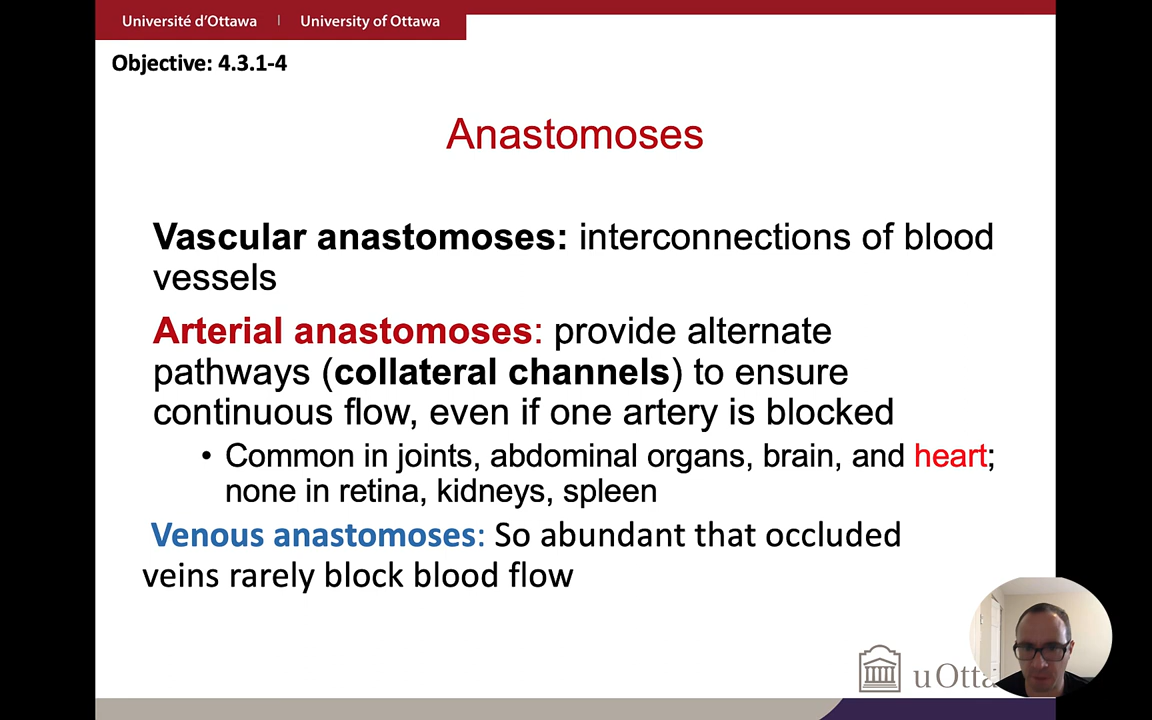 Université d'Ottawa | University of Ottawa
Objective: 4.3.1-4
Anastomoses
Vascular anastomoses: interconnections of blood
vessels
Arterial anastomoses: provide alternate
pathways (collateral channels) to ensure
continuous flow, even if one artery is blocked
• Common in joints, abdominal organs, brain, and heart;
none in retina, kidneys, spleen
Venous anastomoses: So abundant that occluded
veins rarely block blood flow